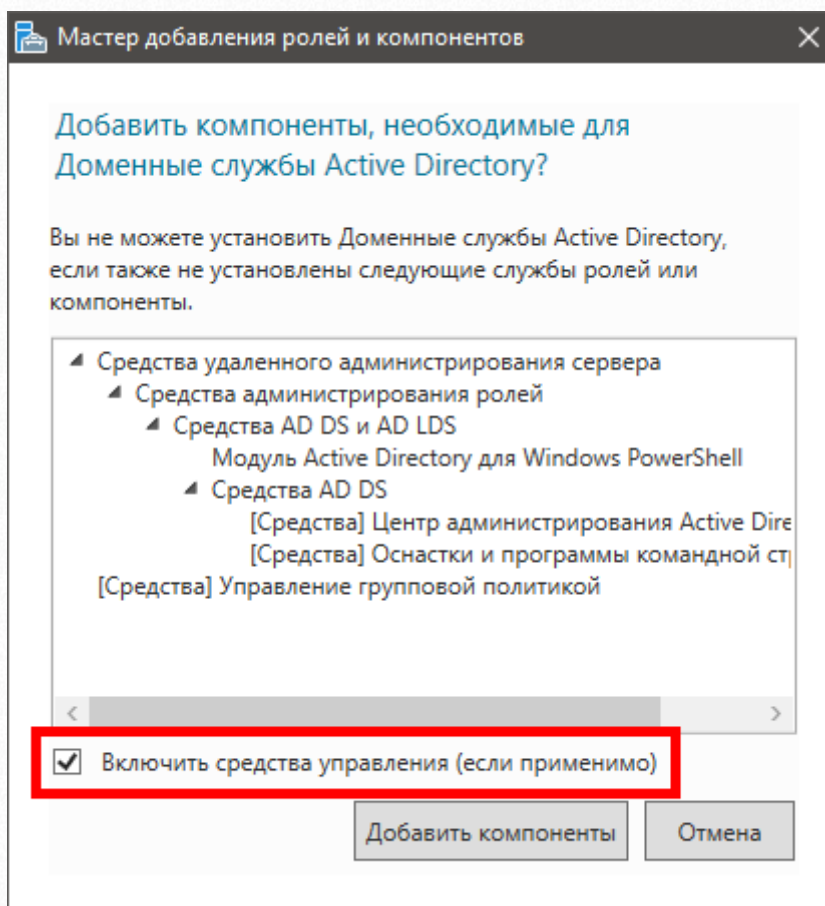 Мастер добавления ролей и компонентов
Добавить компоненты, необходимые для
Доменные службы Active Directory?
Вы не можете установить Доменные службы Active Directory,
если также не установлены следующие службы ролей или
компоненты.
Средства удаленного администрирования сервера
Средства администрирования ролей
Средства AD DS и AD LDS
Модуль Active Directory для Windows PowerShell
Средства AD DS
[Средства] Центр администрирования Active Dire
[Средства] Оснастки и программы командной ст
[Средства] Управление групповой политикой
Включить средства управления (если применимо)
Добавить компоненты
Отмена